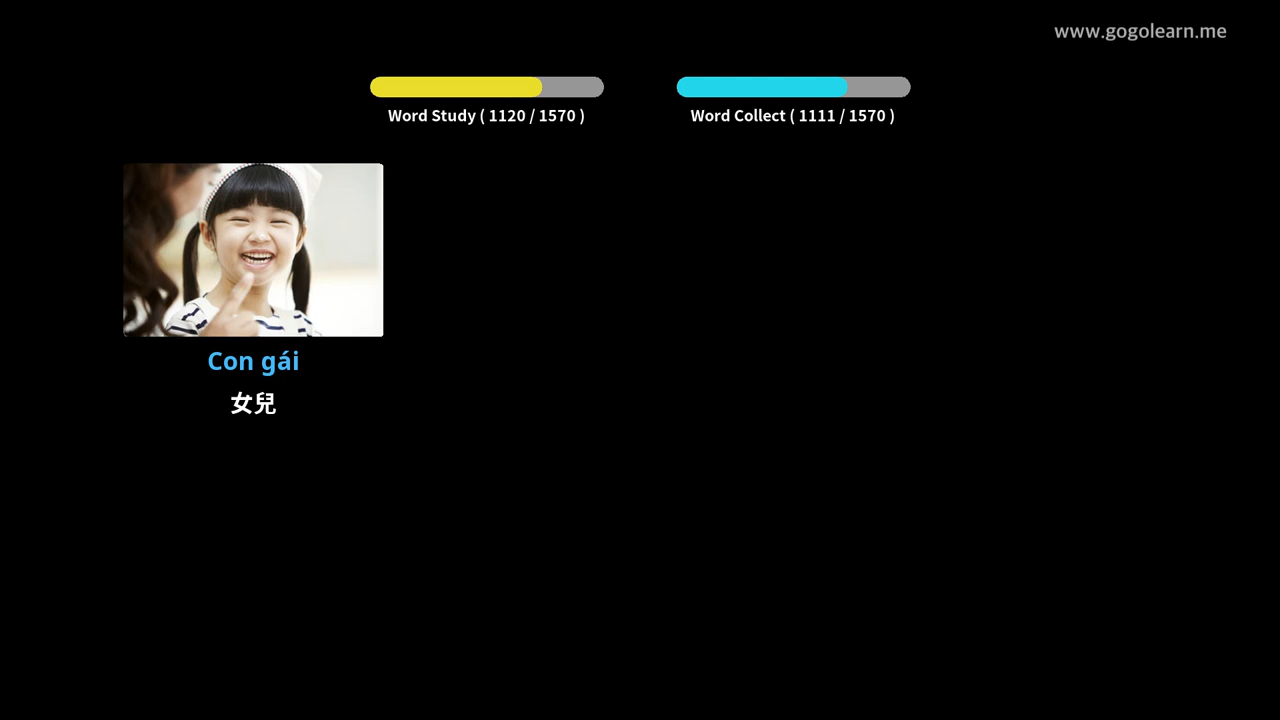 www.gogolearn.me
Word Study ( 1120 / 1570 )
Word Collect ( 1111 / 1570 )
Con gái
女兒